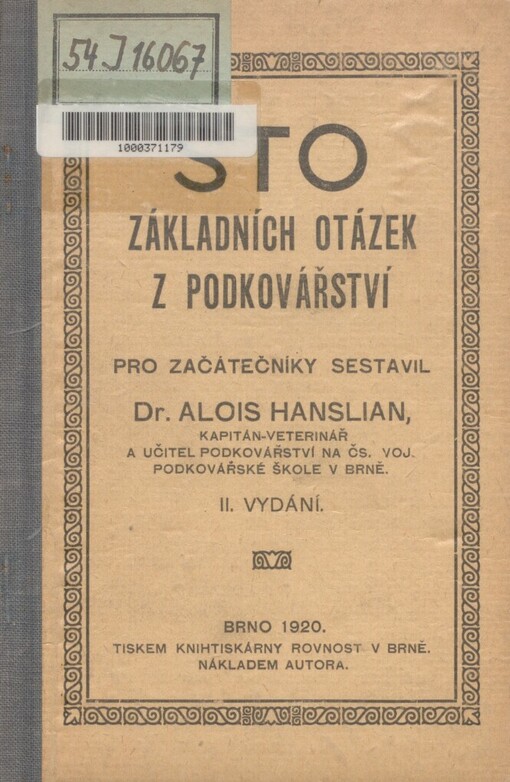 54 J 16067
1000371179
STO
ZÁKLADNÍCH OTÁZEK
Z PODKOVÁŘSTVÍ
PRO ZAČÁTEČNÍKY SESTAVIL
Dr. ALOIS HANSLIAN,
KAPITÁN-VETERINÁŘ
A UČITEL PODKOVÁŘSTVÍ NA ČS. VOJ.
PODKOVÁŘSKÉ ŠKOLE V BRNĚ.
II. VYDÁNÍ.
BRNO 1920.
TISKEM KNIHTISKÁRNY ROVNOST V BRNĚ.
NÁKLADEM AUTORA.